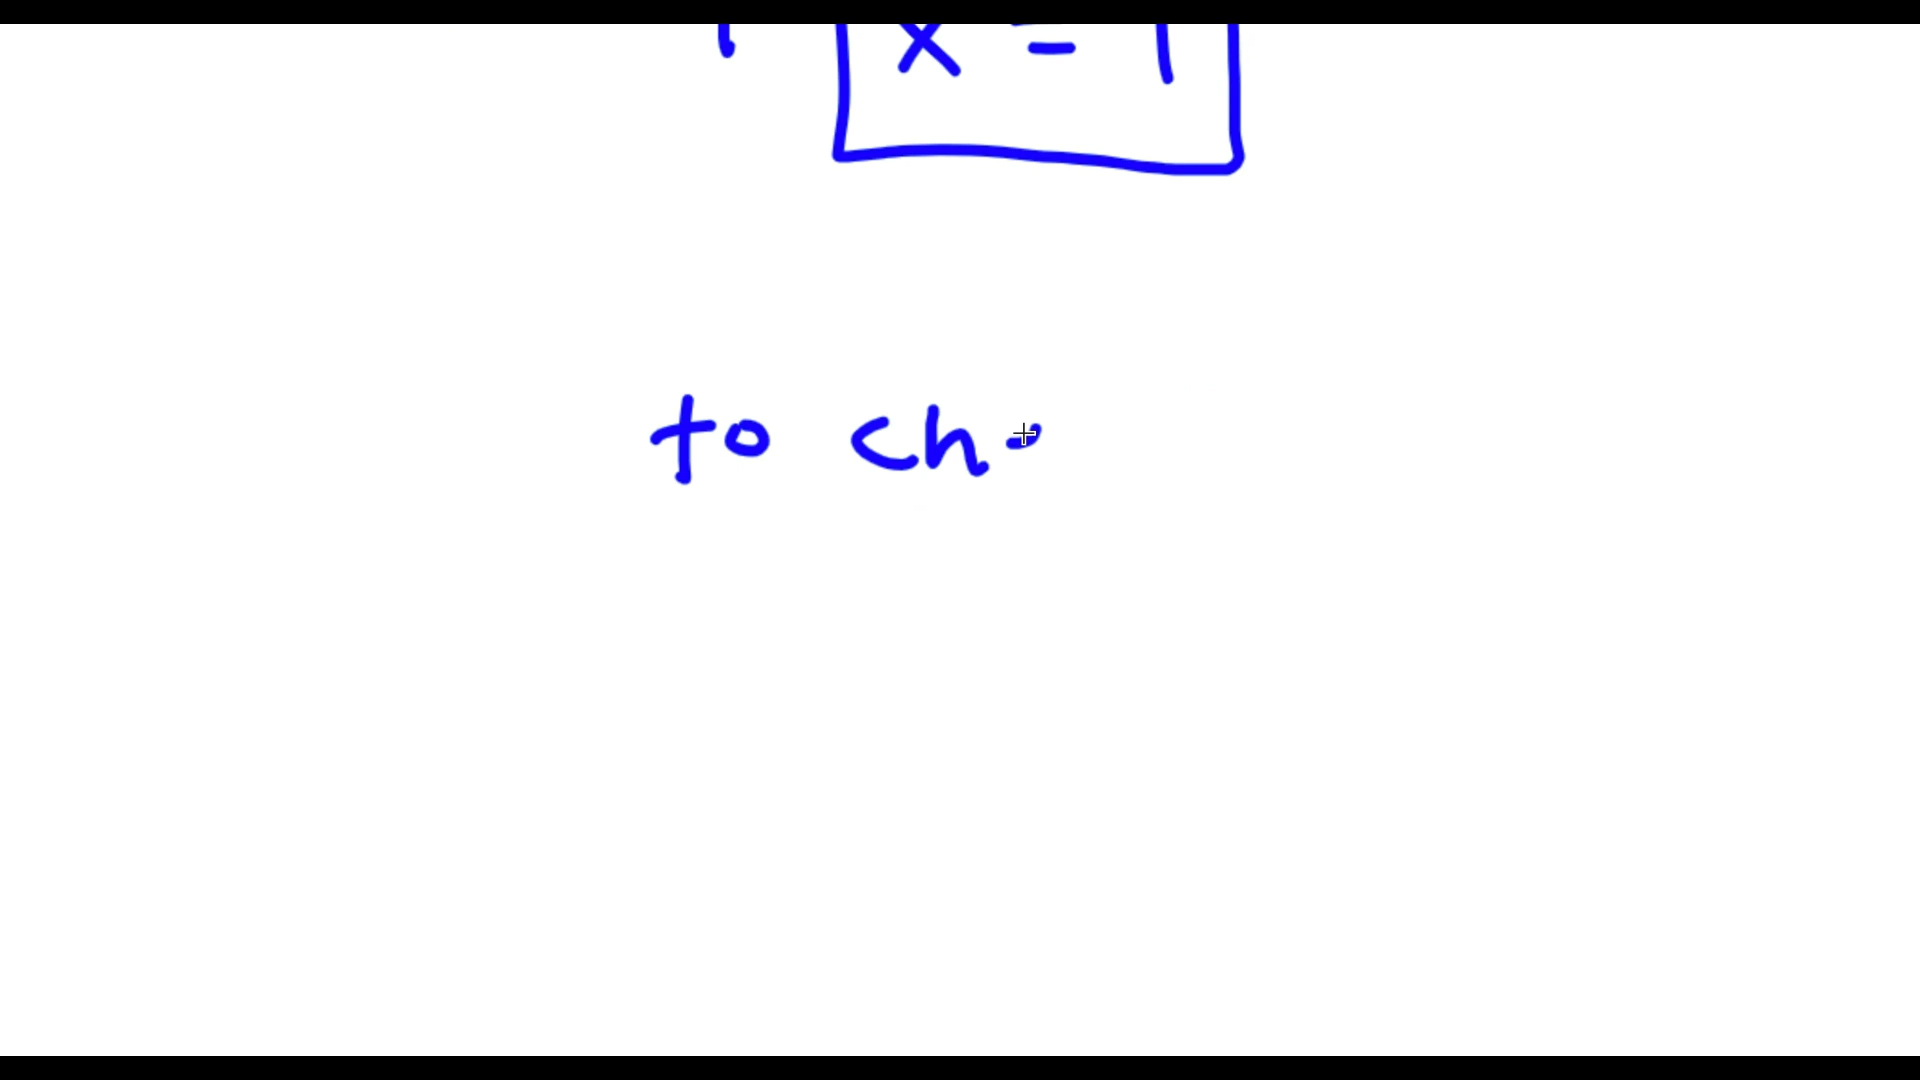 x = 1
to ch